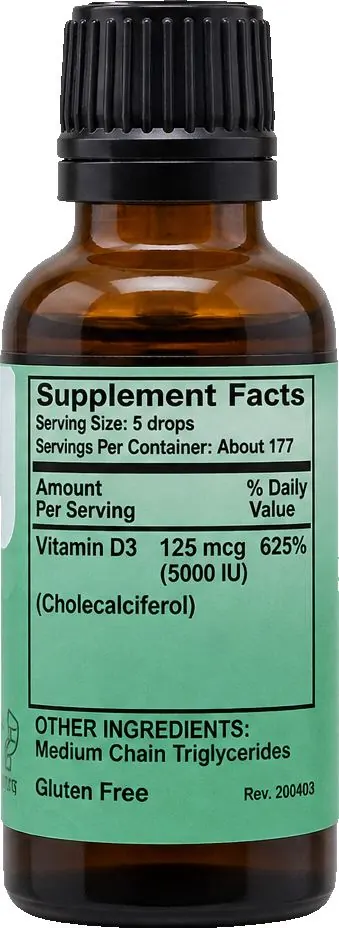 Supplement Facts
Serving Size: 5 drops
Servings Per Container: About 177
Amount Per Serving
% Daily Value
Vitamin D3 125 mcg 625%
(5000 IU)
(Cholecalciferol)
OTHER INGREDIENTS:
Medium Chain Triglycerides
Gluten Free
Rev. 200403